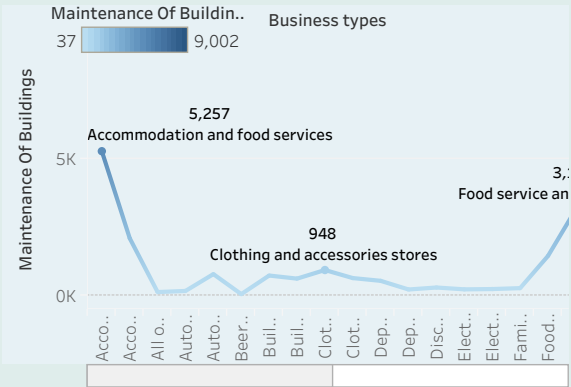 Maintenance Of Buildin..
Business types
37 9,002
Maintenance Of Buildings
5,257
Accommodation and food services
5K
3,
Food service an
948
Clothing and accessories stores
0K
Acco..
Acco..
All o..
Auto..
Auto..
Beer..
Buil..
Buil..
Clot..
Clot..
Dep..
Dep..
Disc..
Elect..
Elect..
Fami..
Food..